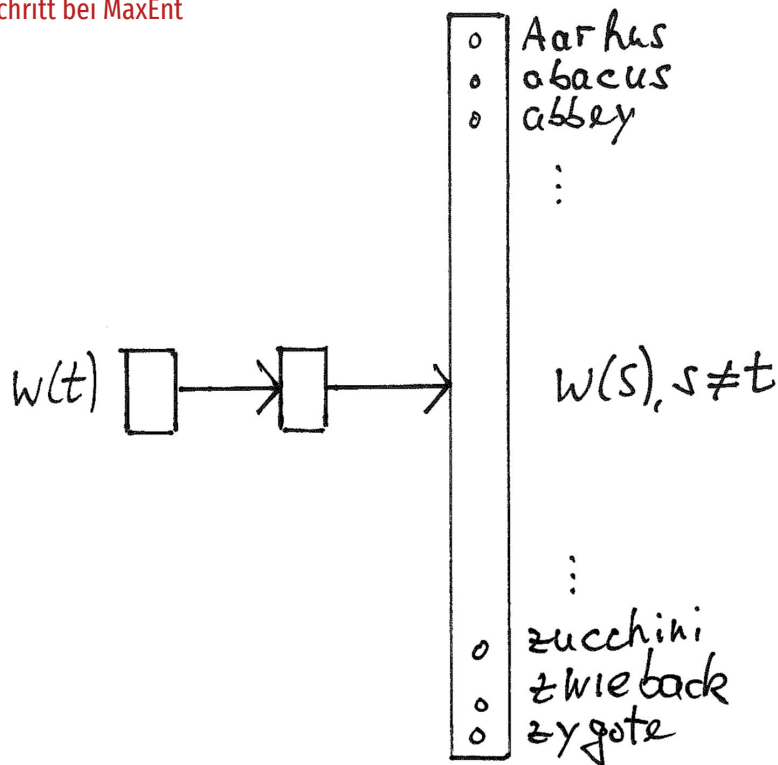 chritt bei MaxEnt
Aarhus
abacus
abbey
⋮
w(t)
w(s), s≠t
⋮
zucchini
zwieback
zygote